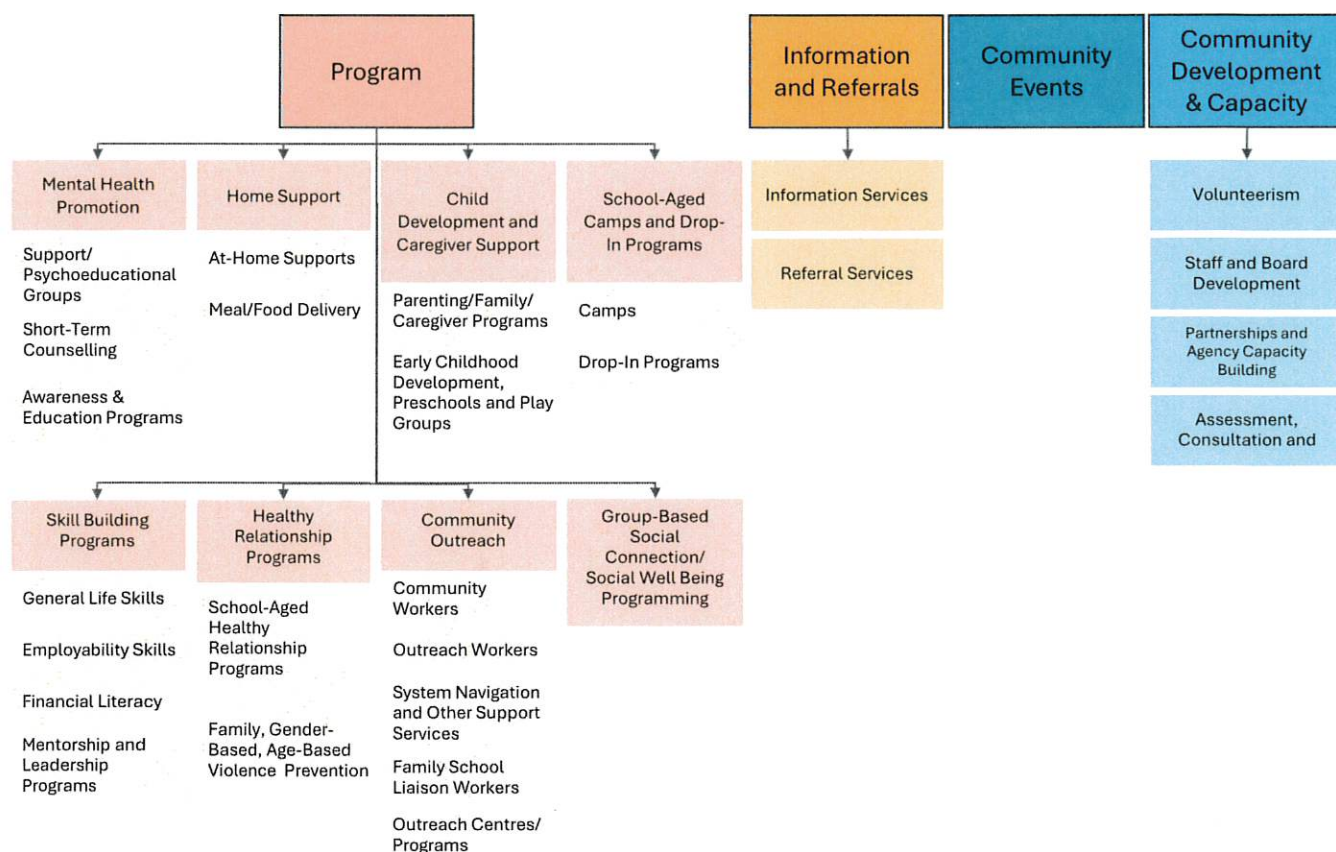 Program
Information
and Referrals
Community
Events
Community
Development
& Capacity
Mental Health
Promotion
Support/
Psychoeducational
Groups
Short-Term
Counselling
Awareness &
Education Programs
Home Support
At-Home Supports
Meal/Food Delivery
Child
Development and
Caregiver Support
Parenting/Family/
Caregiver Programs
Early Childhood
Development,
Preschools and Play
Groups
School-Aged
Camps and Drop-
In Programs
Camps
Drop-In Programs
Information Services
Referral Services
Volunteerism
Staff and Board
Development
Partnerships and
Agency Capacity
Building
Assessment,
Consultation and
Skill Building
Programs
General Life Skills
Employability Skills
Financial Literacy
Mentorship and
Leadership
Programs
Healthy
Relationship
Programs
School-Aged
Healthy
Relationship
Programs
Family, Gender-
Based, Age-Based
Violence Prevention
Community
Outreach
Community
Workers
Outreach Workers
System Navigation
and Other Support
Services
Family School
Liaison Workers
Outreach Centres/
Programs
Group-Based
Social
Connection/
Social Well Being
Programming